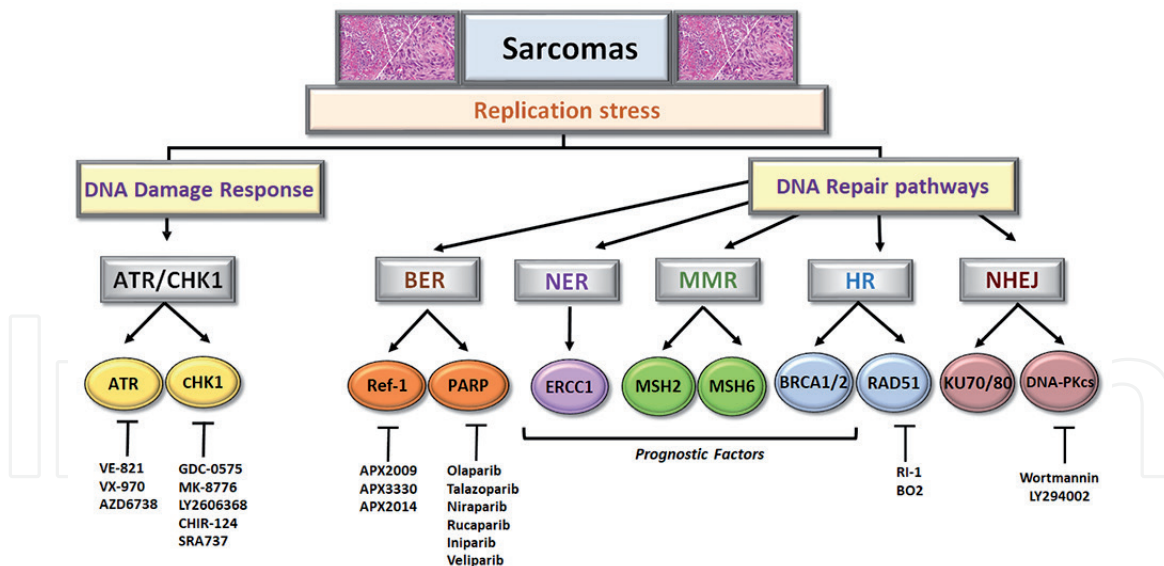 Sarcomas
Replication stress
DNA Damage Response
DNA Repair pathways
ATR/CHK1
BER
NER
MMR
HR
NHEJ
ATR
cHK1
Ref-1
PARP
ERCC1
MSH2
MSH6
BRCA1/2
RAD51
KU70/80
DNA-PKcs
VE-821
VX-970
AZD6738
GDC-0575
MK-8776
LY2606368
CHIR-124
SRA737
APX2009
APX3330
APX2014
Olaparib
Talazoparib
Niraparib
Rucaparib
Iniparib
Veliparib
Prognostic Factors
RI-1
BO2
Wortmannin
LY294002